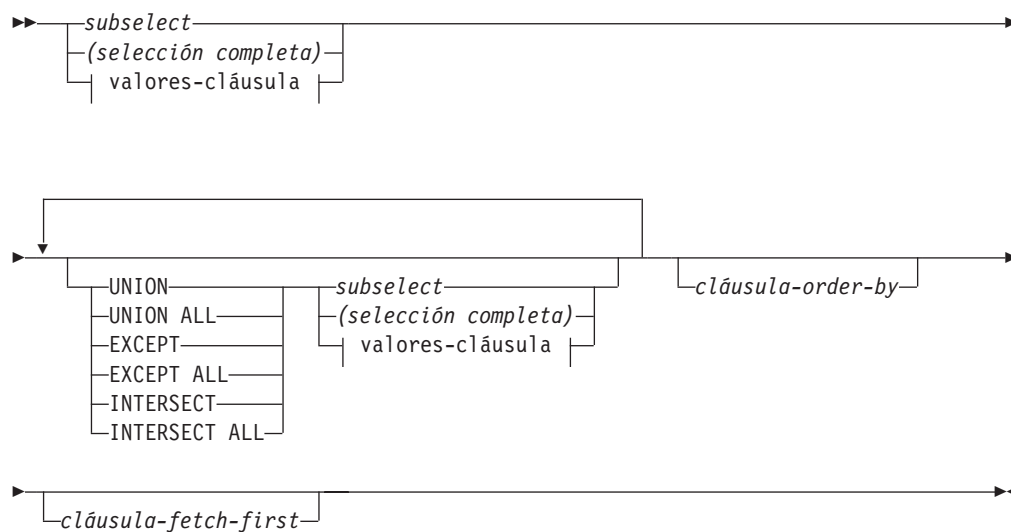 subselect
(selección completa)
valores-cláusula
UNION
UNION ALL
EXCEPT
EXCEPT ALL
INTERSECT
INTERSECT ALL
subselect
(selección completa)
valores-cláusula
cláusula-order-by
cláusula-fetch-first